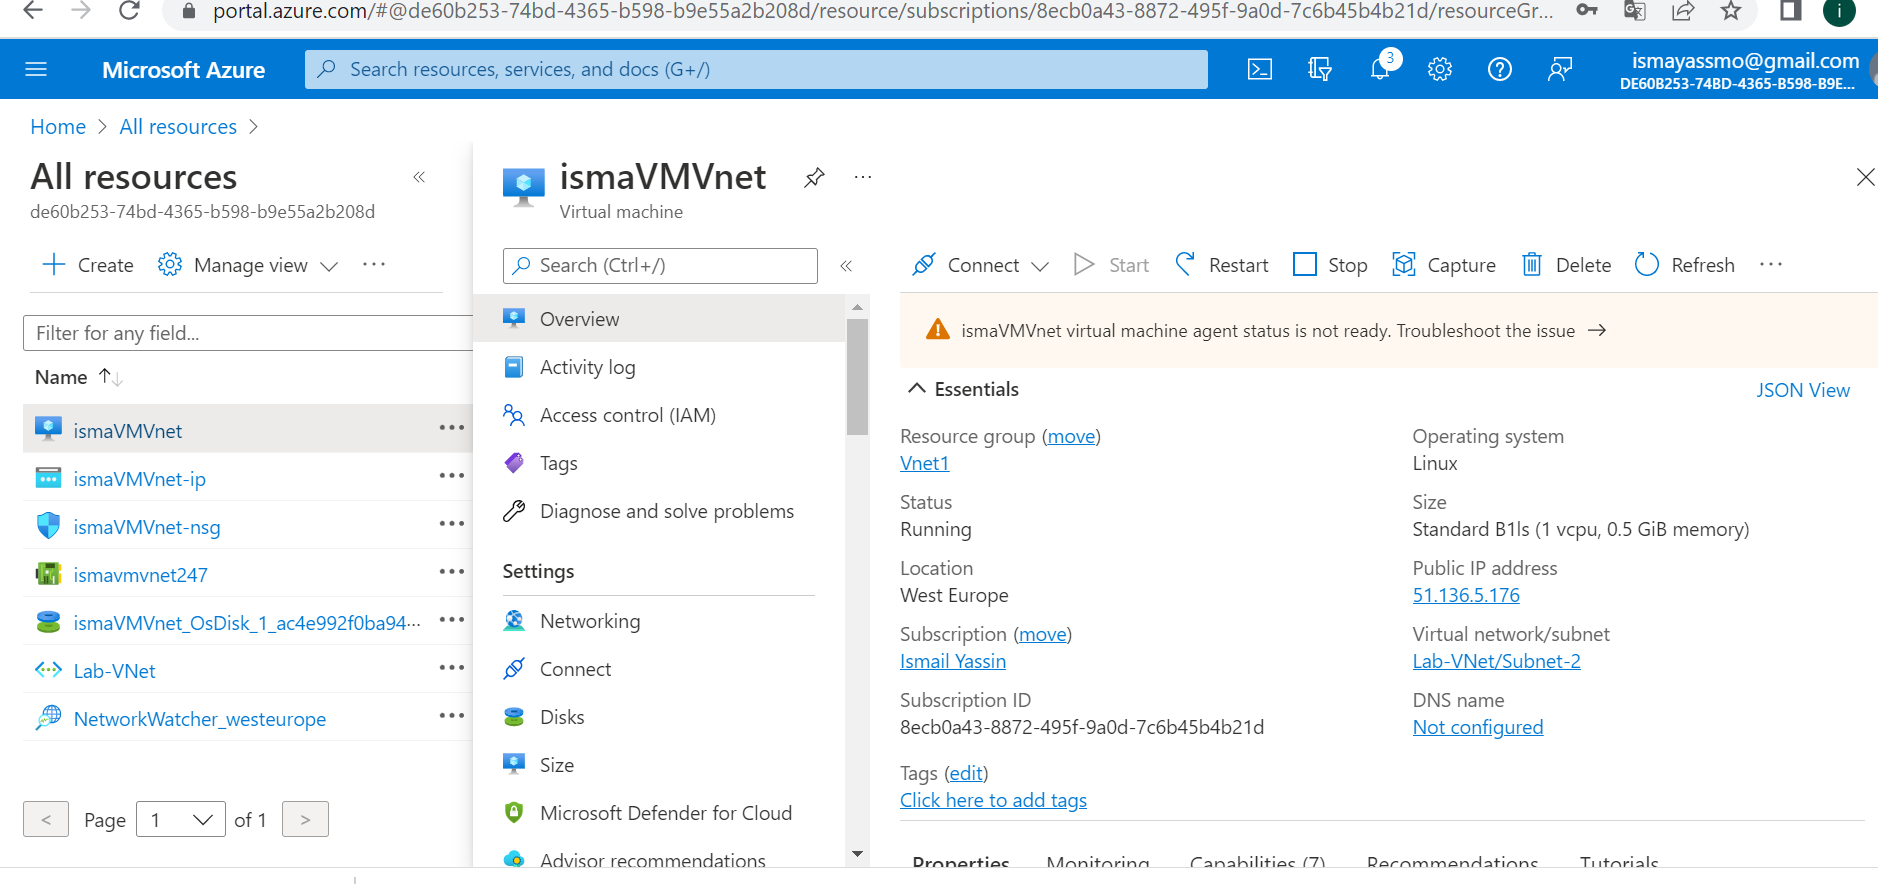 portal.azure.com/#@de60b253-74bd-4365-b598-b9e55a2b208d/resource/subscriptions/8ecb0a43-8872-495f-9a0d-7c6b45b4b21d/resourceGr...
i
Microsoft Azure
Search resources, services, and docs (G+/)
3
ismayassmo@gmail.com
DE60B253-74BD-4365-B598-B9E...
Home > All resources >
All resources
de60b253-74bd-4365-b598-b9e55a2b208d
Create
Manage view
...
Filter for any field...
Name
ismaVMVnet
ismaVMVnet-ip
ismaVMVnet-nsg
ismavmvnet247
ismaVMVnet_OsDisk_1_ac4e992f0ba94...
Lab-VNet
NetworkWatcher_westeurope
< Page 1 of 1 >
ismaVMVnet
Virtual machine
Search (Ctrl+/)
Overview
Activity log
Access control (IAM)
Tags
Diagnose and solve problems
Settings
Networking
Connect
Disks
Size
Microsoft Defender for Cloud
Advisor recommendations
Connect Start Restart Stop Capture Delete Refresh ...
ismaVMVnet virtual machine agent status is not ready. Troubleshoot the issue →
Essentials
JSON View
Resource group (move)
Vnet1
Status
Running
Location
West Europe
Subscription (move)
Ismail Yassin
Subscription ID
8ecb0a43-8872-495f-9a0d-7c6b45b4b21d
Tags (edit)
Click here to add tags
Operating system
Linux
Size
Standard B1ls (1 vcpu, 0.5 GiB memory)
Public IP address
51.136.5.176
Virtual network/subnet
Lab-VNet/Subnet-2
DNS name
Not configured
Properties Monitoring Capabilities (7) Recommendations Tutorials